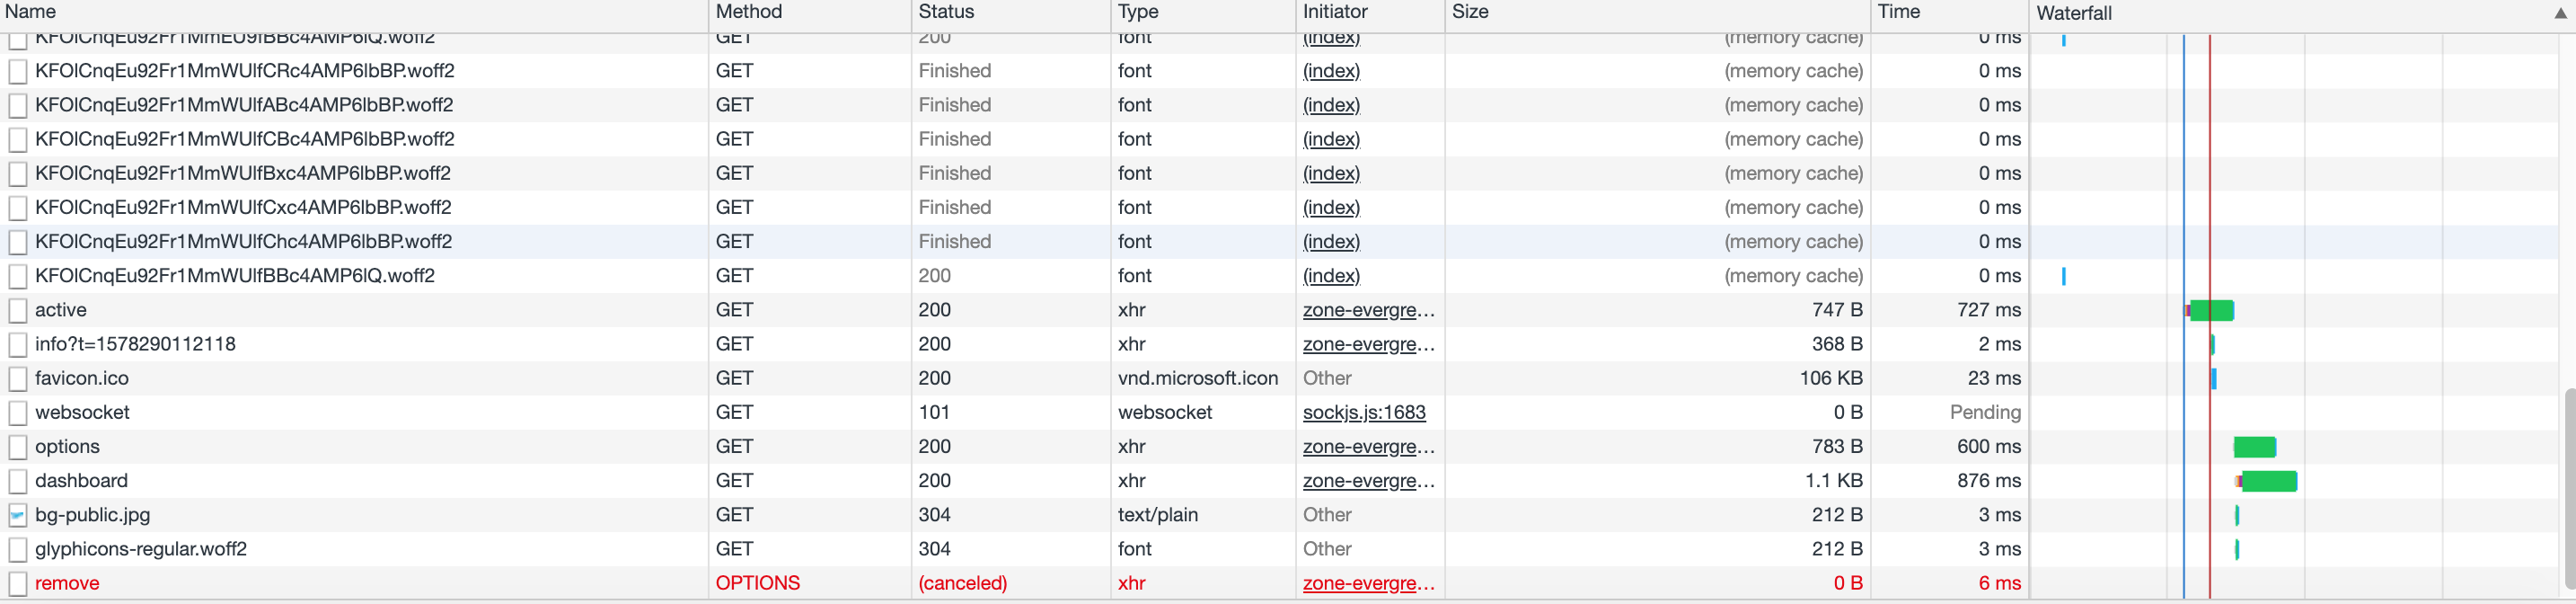 Name Method Status Type Initiator Size Time Waterfall ▲
KFOlCnqEu92Fr1MmEU9fBBc4AMP6lQ.woff2 GET 200 font (index) (memory cache) 0 ms
KFOlCnqEu92Fr1MmWUlfCRc4AMP6lbBP.woff2 GET Finished font (index) (memory cache) 0 ms
KFOlCnqEu92Fr1MmWUlfABc4AMP6lbBP.woff2 GET Finished font (index) (memory cache) 0 ms
KFOlCnqEu92Fr1MmWUlfCBc4AMP6lbBP.woff2 GET Finished font (index) (memory cache) 0 ms
KFOlCnqEu92Fr1MmWUlfBxc4AMP6lbBP.woff2 GET Finished font (index) (memory cache) 0 ms
KFOlCnqEu92Fr1MmWUlfCxc4AMP6lbBP.woff2 GET Finished font (index) (memory cache) 0 ms
KFOlCnqEu92Fr1MmWUlfChc4AMP6lbBP.woff2 GET Finished font (index) (memory cache) 0 ms
KFOlCnqEu92Fr1MmWUlfBBc4AMP6lQ.woff2 GET 200 font (index) (memory cache) 0 ms
active GET 200 xhr zone-evergre... 747 B 727 ms
info?t=1578290112118 GET 200 xhr zone-evergre... 368 B 2 ms
favicon.ico GET 200 vnd.microsoft.icon Other 106 KB 23 ms
websocket GET 101 websocket sockjs.js:1683 0 B Pending
options GET 200 xhr zone-evergre... 783 B 600 ms
dashboard GET 200 xhr zone-evergre... 1.1 KB 876 ms
bg-public.jpg GET 304 text/plain Other 212 B 3 ms
glyphicons-regular.woff2 GET 304 font Other 212 B 3 ms
remove OPTIONS (canceled) xhr zone-evergre... 0 B 6 ms